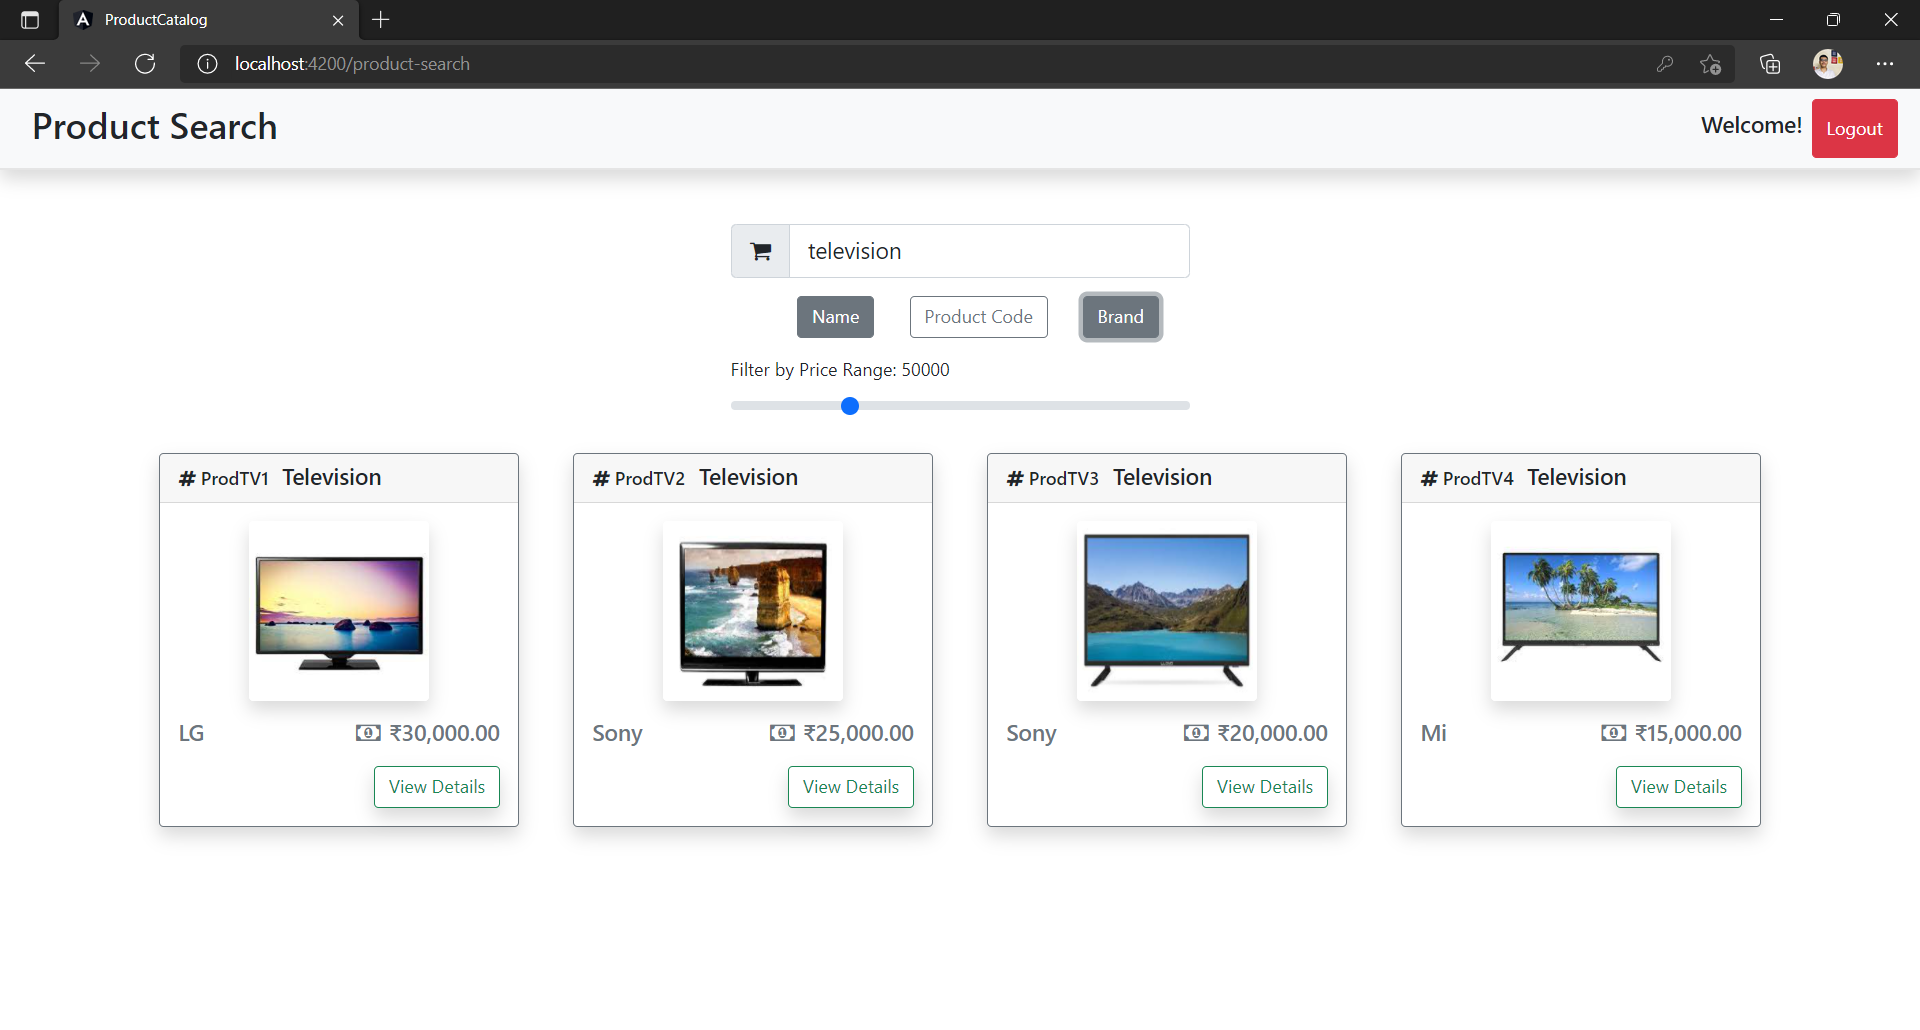 ProductCatalog
localhost:4200/product-search
Product Search
Welcome! Logout
television
Name Product Code Brand
Filter by Price Range: 50000
# ProdTV1 Television
LG ₹30,000.00
View Details
# ProdTV2 Television
Sony ₹25,000.00
View Details
# ProdTV3 Television
Sony ₹20,000.00
View Details
# ProdTV4 Television
Mi ₹15,000.00
View Details